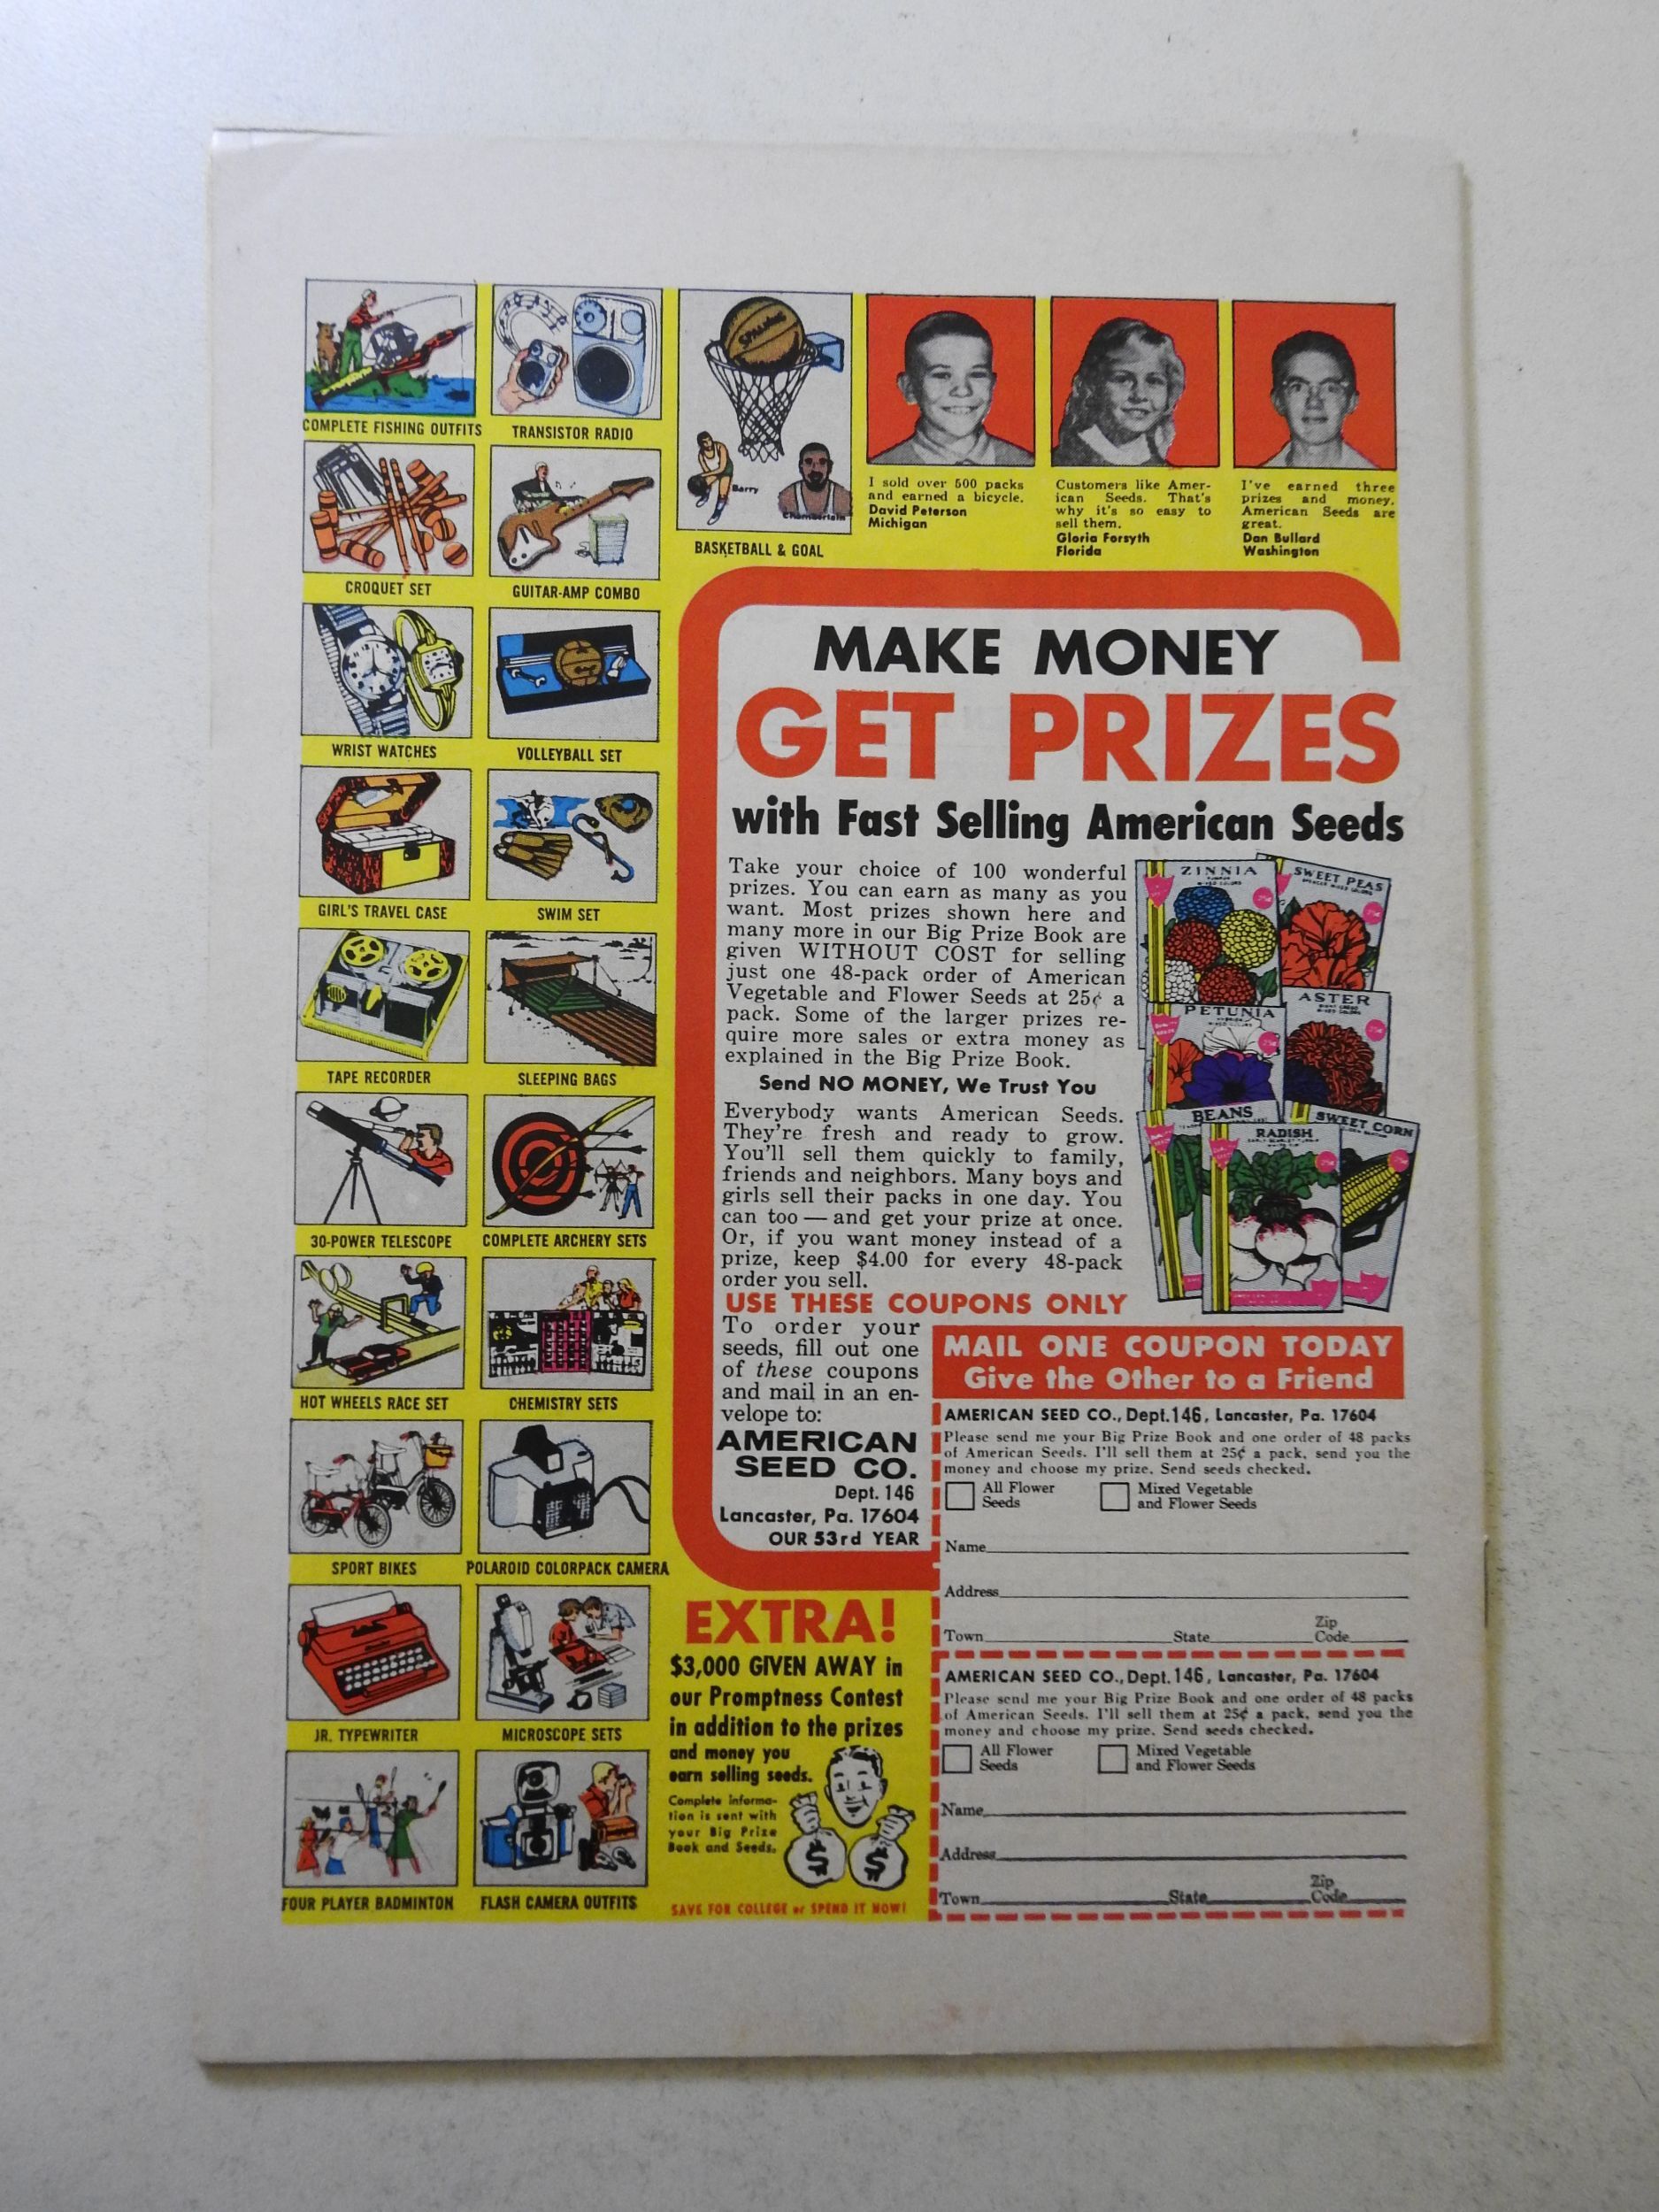 COMPLETE FISHING OUTFITS
TRANSISTOR RADIO
SPALDING
Barry
Chamberlain
BASKETBALL & GOAL
I sold over 500 packs
and earned a bicycle.
David Peterson
Michigan
Customers like Amer-
ican Seeds. That's
why it's so easy to
sell them.
Gloria Forsyth
Florida
I've earned three
prizes and money.
American Seeds are
great.
Dan Bullard
Washington
CROQUET SET
GUITAR-AMP COMBO
WRIST WATCHES
VOLLEYBALL SET
GIRL'S TRAVEL CASE
SWIM SET
TAPE RECORDER
SLEEPING BAGS
30-POWER TELESCOPE
COMPLETE ARCHERY SETS
HOT WHEELS RACE SET
CHEMISTRY SETS
SPORT BIKES
POLAROID COLORPACK CAMERA
JR. TYPEWRITER
MICROSCOPE SETS
FOUR PLAYER BADMINTON
FLASH CAMERA OUTFITS
MAKE MONEY
GET PRIZES
with Fast Selling American Seeds
Take your choice of 100 wonderful
prizes. You can earn as many as you
want. Most prizes shown here and
many more in our Big Prize Book are
given WITHOUT COST for selling
just one 48-pack order of American
Vegetable and Flower Seeds at 25¢ a
pack. Some of the larger prizes re-
quire more sales or extra money as
explained in the Big Prize Book.
Send NO MONEY, We Trust You
Everybody wants American Seeds.
They're fresh and ready to grow.
You'll sell them quickly to family,
friends and neighbors. Many boys and
girls sell their packs in one day. You
can too — and get your prize at once.
Or, if you want money instead of a
prize, keep $4.00 for every 48-pack
order you sell.
ZINNIA
MIXED COLORS
25¢
SWEET PEAS
25¢
PETUNIA
25¢
ASTER
25¢
BEANS
RADISH
25¢
SWEET CORN
25¢
USE THESE COUPONS ONLY
To order your
seeds, fill out one
of these coupons
and mail in an en-
velope to:
AMERICAN
SEED CO.
Dept. 146
Lancaster, Pa. 17604
OUR 53rd YEAR
MAIL ONE COUPON TODAY
Give the Other to a Friend
AMERICAN SEED CO., Dept. 146, Lancaster, Pa. 17604
Please send me your Big Prize Book and one order of 48 packs
of American Seeds. I'll sell them at 25¢ a pack, send you the
money and choose my prize. Send seeds checked.
All Flower
Seeds
Mixed Vegetable
and Flower Seeds
Name
Address
Town State Zip Code
AMERICAN SEED CO., Dept. 146, Lancaster, Pa. 17604
Please send me your Big Prize Book and one order of 48 packs
of American Seeds. I'll sell them at 25¢ a pack, send you the
money and choose my prize. Send seeds checked.
All Flower
Seeds
Mixed Vegetable
and Flower Seeds
Name
Address
Town State Zip Code
EXTRA!
$3,000 GIVEN AWAY in
our Promptness Contest
in addition to the prizes
and money you
earn selling seeds.
Complete informa-
tion is sent with
your Big Prize
Book and Seeds.
$ $
SAVE FOR COLLEGE or SPEND IT NOW!